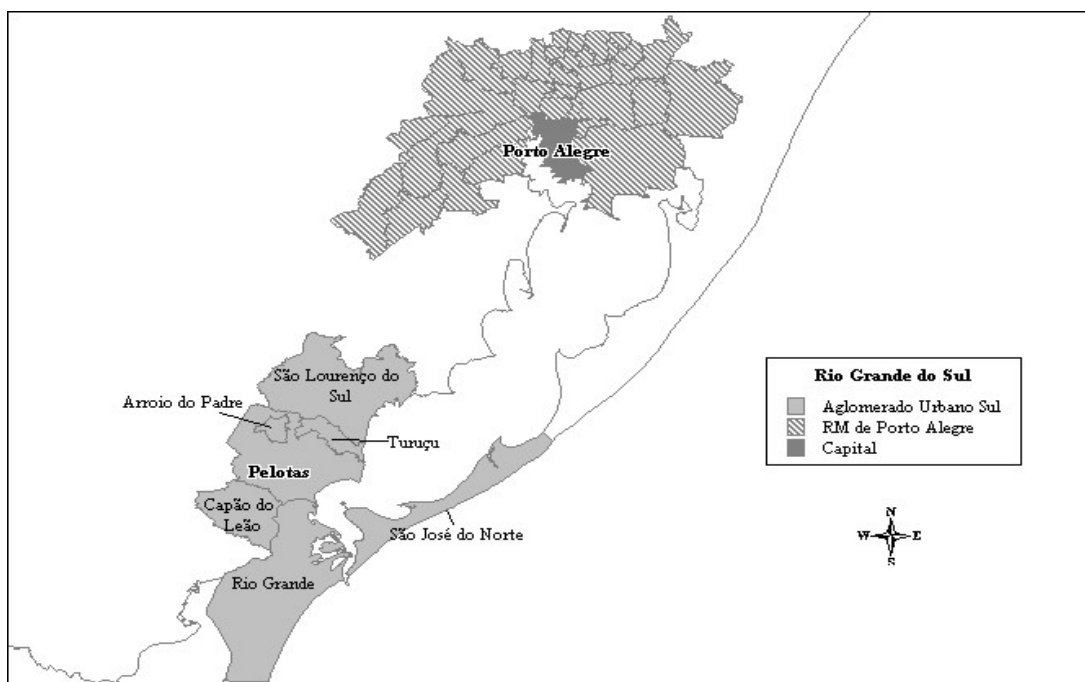 Porto Alegre
São Lourenço do
Sul
Arroio do Padre
Turuçu
Pelotas
Capão do
Leão
São José do Norte
Rio Grande
Rio Grande do Sul
Aglomerado Urbano Sul
RM de Porto Alegre
Capital
N
W E
S